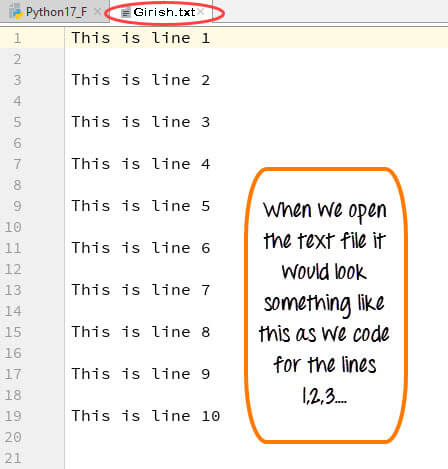 Python17_F Girish.txt
1 This is line 1
2
3 This is line 2
4
5 This is line 3
6
7 This is line 4
8
9 This is line 5
10
11 This is line 6
12
13 This is line 7
14
15 This is line 8
16
17 This is line 9
18
19 This is line 10
20
21
When we open
the text file it
would look
something like
this as we code
for the lines
1,2,3....